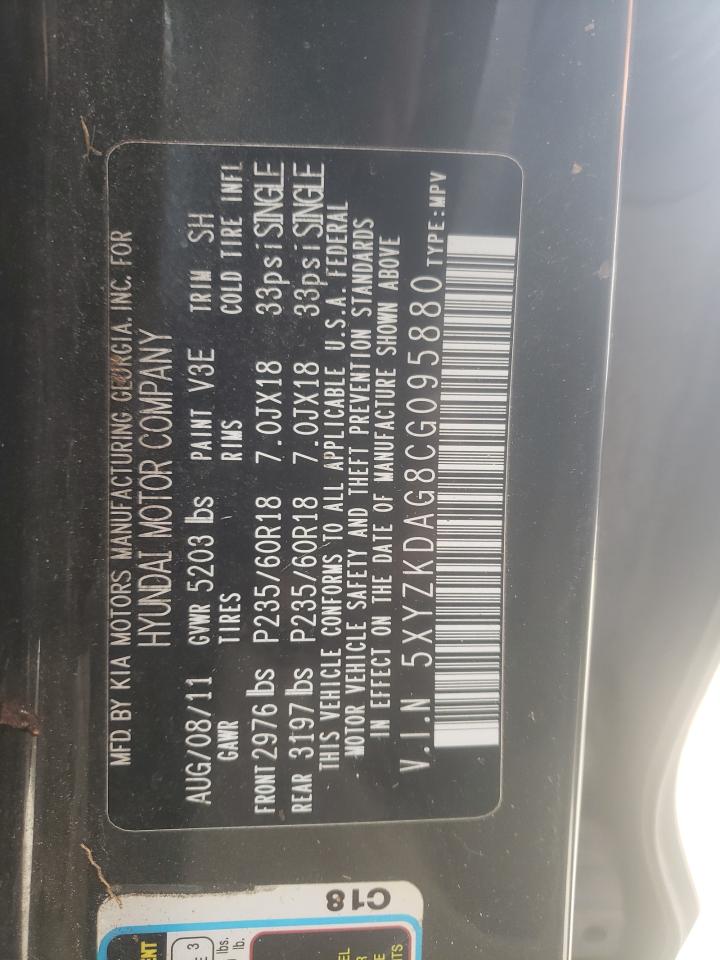 MFD. BY KIA MOTORS MANUFACTURING GEORGIA. INC. FOR
HYUNDAI MOTOR COMPANY
AUG/08/11 GVWR 5203 lbs PAINT V3E TRIM SH
GAWR TIRES RIMS COLD TIRE INFL
FRONT 2976 lbs P235/60R18 7.0JX18 33psi SINGLE
REAR 3197 lbs P235/60R18 7.0JX18 33psi SINGLE
THIS VEHICLE CONFORMS TO ALL APPLICABLE U.S.A. FEDERAL
MOTOR VEHICLE SAFETY AND THEFT PREVENTION STANDARDS
IN EFFECT ON THE DATE OF MANUFACTURE SHOWN ABOVE
V.I.N 5XYZKDAG8CG095880 TYPE:MPV
C18
3
lbs.
lb.